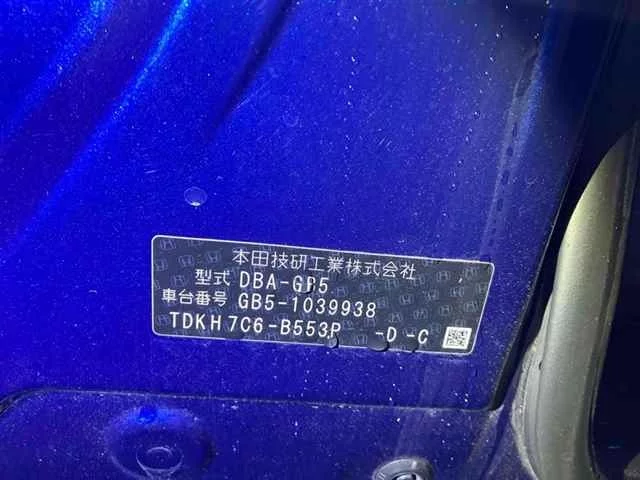 本田技研工業株式会社
型式 DBA-GB5
車台番号 GB5-1039938
TDKH7C6-B553P -D -C